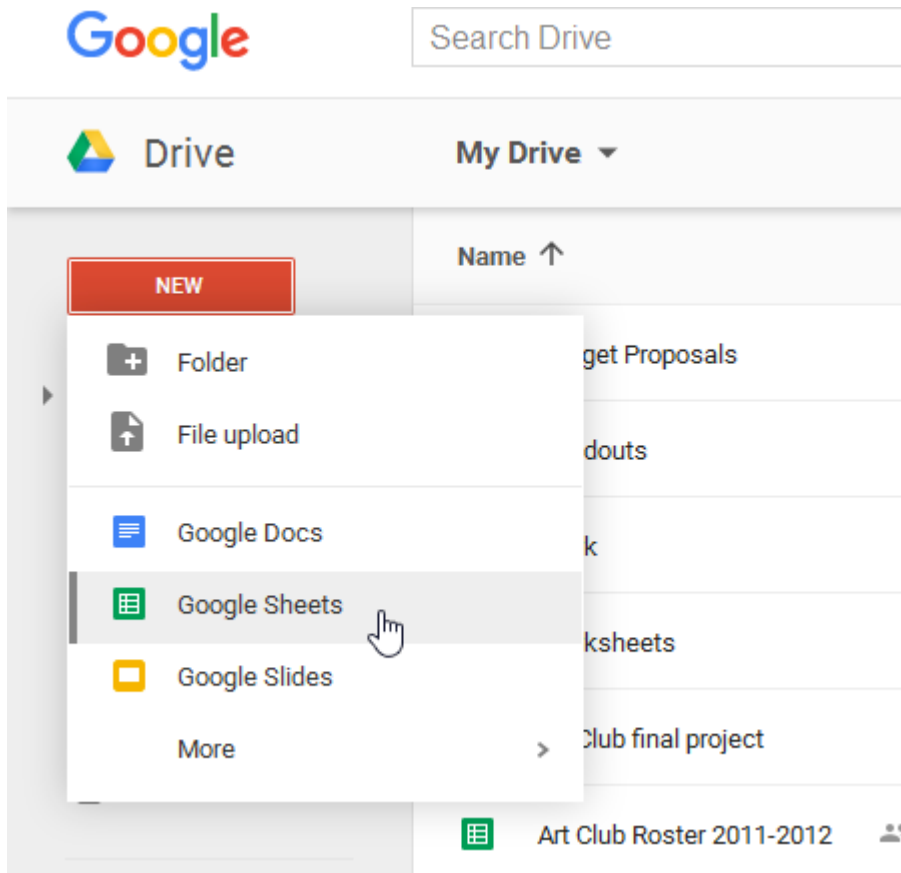 Google
Search Drive
Drive
My Drive
Name
NEW
Folder
File upload
Google Docs
Google Sheets
Google Slides
More
get Proposals
douts
k
ksheets
Club final project
Art Club Roster 2011-2012